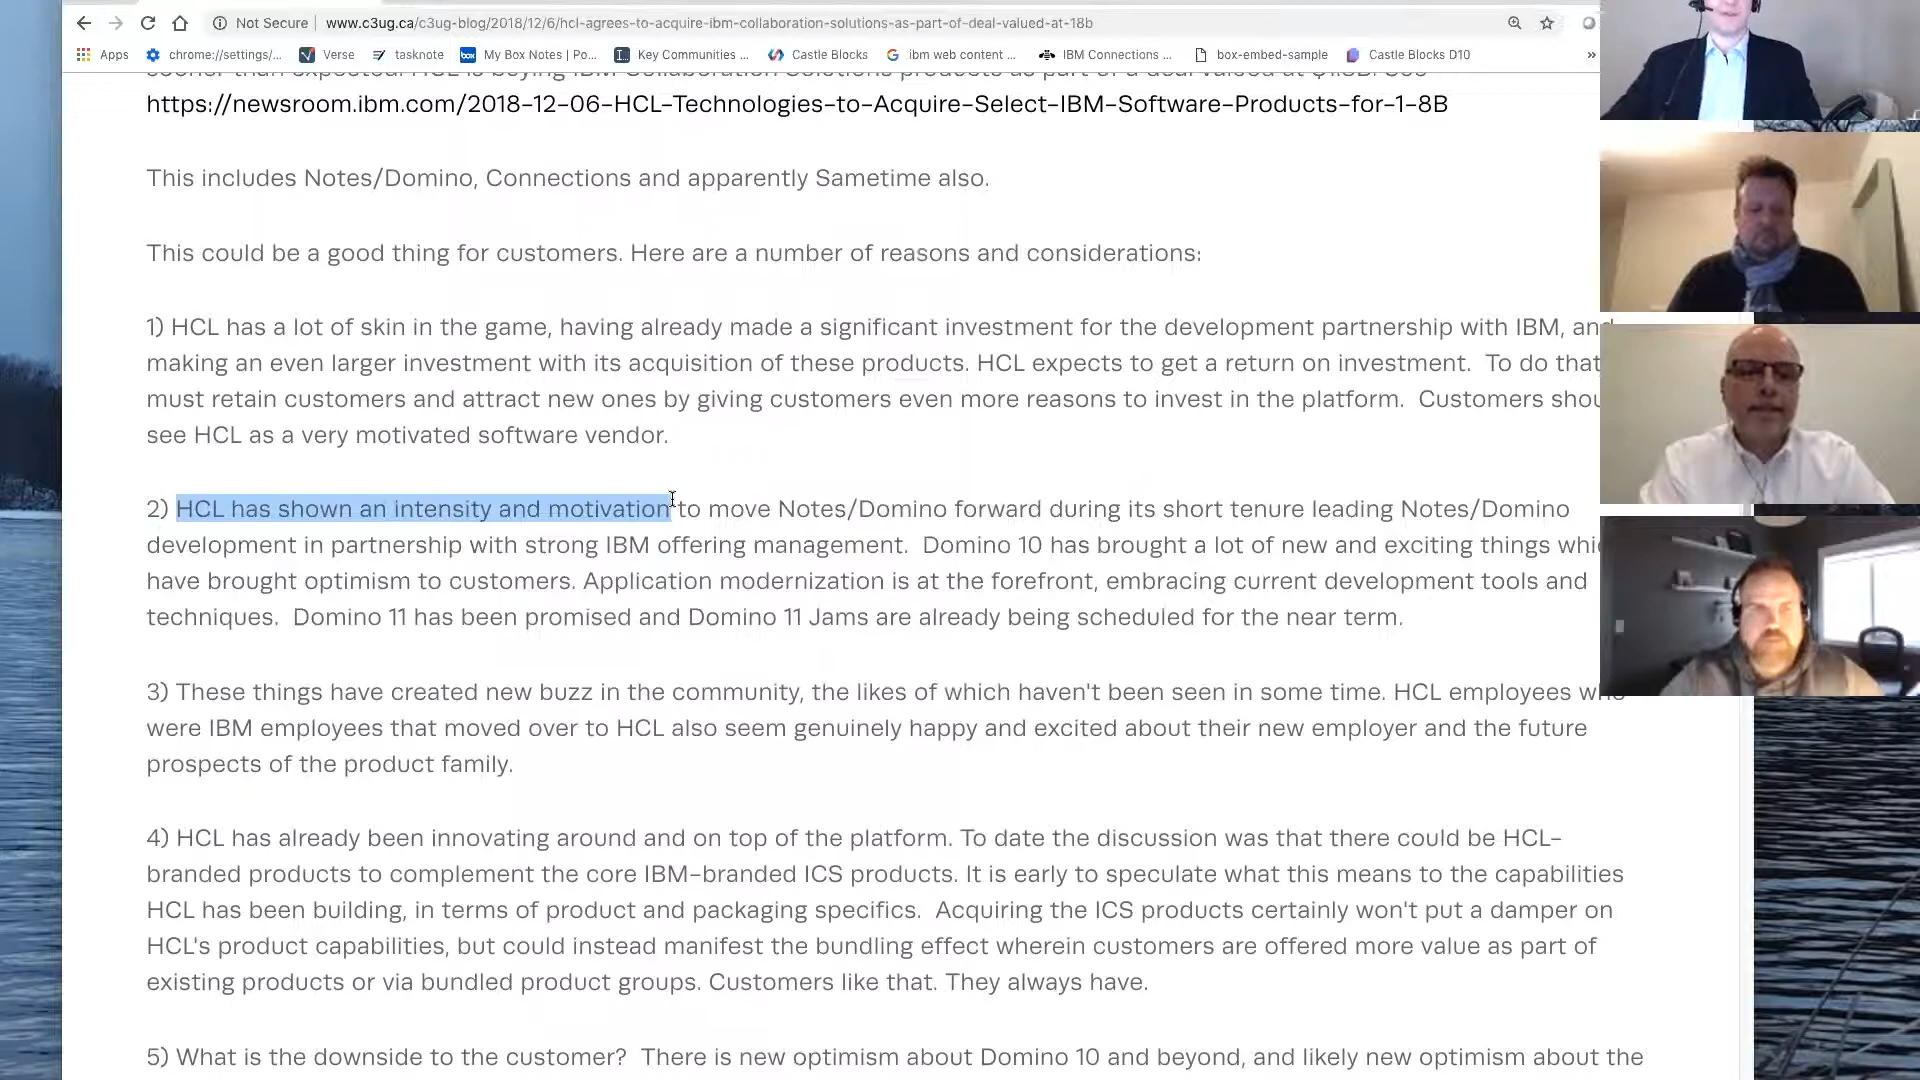 Not Secure | www.c3ug.ca/c3ug-blog/2018/12/6/hcl-agrees-to-acquire-ibm-collaboration-solutions-as-part-of-deal-valued-at-18b
Apps chrome://settings/... Verse tasknote My Box Notes | Po... Key Communities ... Castle Blocks ibm web content ... IBM Connections ... box-embed-sample Castle Blocks D10 »
https://newsroom.ibm.com/2018-12-06-HCL-Technologies-to-Acquire-Select-IBM-Software-Products-for-1-8B
This includes Notes/Domino, Connections and apparently Sametime also.
This could be a good thing for customers. Here are a number of reasons and considerations:
1) HCL has a lot of skin in the game, having already made a significant investment for the development partnership with IBM, and
making an even larger investment with its acquisition of these products. HCL expects to get a return on investment.  To do that
must retain customers and attract new ones by giving customers even more reasons to invest in the platform.  Customers shou
see HCL as a very motivated software vendor.
2) HCL has shown an intensity and motivation to move Notes/Domino forward during its short tenure leading Notes/Domino
development in partnership with strong IBM offering management.  Domino 10 has brought a lot of new and exciting things whic
have brought optimism to customers. Application modernization is at the forefront, embracing current development tools and
techniques.  Domino 11 has been promised and Domino 11 Jams are already being scheduled for the near term.
3) These things have created new buzz in the community, the likes of which haven't been seen in some time. HCL employees who
were IBM employees that moved over to HCL also seem genuinely happy and excited about their new employer and the future
prospects of the product family.
4) HCL has already been innovating around and on top of the platform. To date the discussion was that there could be HCL-
branded products to complement the core IBM-branded ICS products. It is early to speculate what this means to the capabilities
HCL has been building, in terms of product and packaging specifics.  Acquiring the ICS products certainly won't put a damper on
HCL's product capabilities, but could instead manifest the bundling effect wherein customers are offered more value as part of
existing products or via bundled product groups. Customers like that. They always have.
5) What is the downside to the customer?  There is new optimism about Domino 10 and beyond, and likely new optimism about the